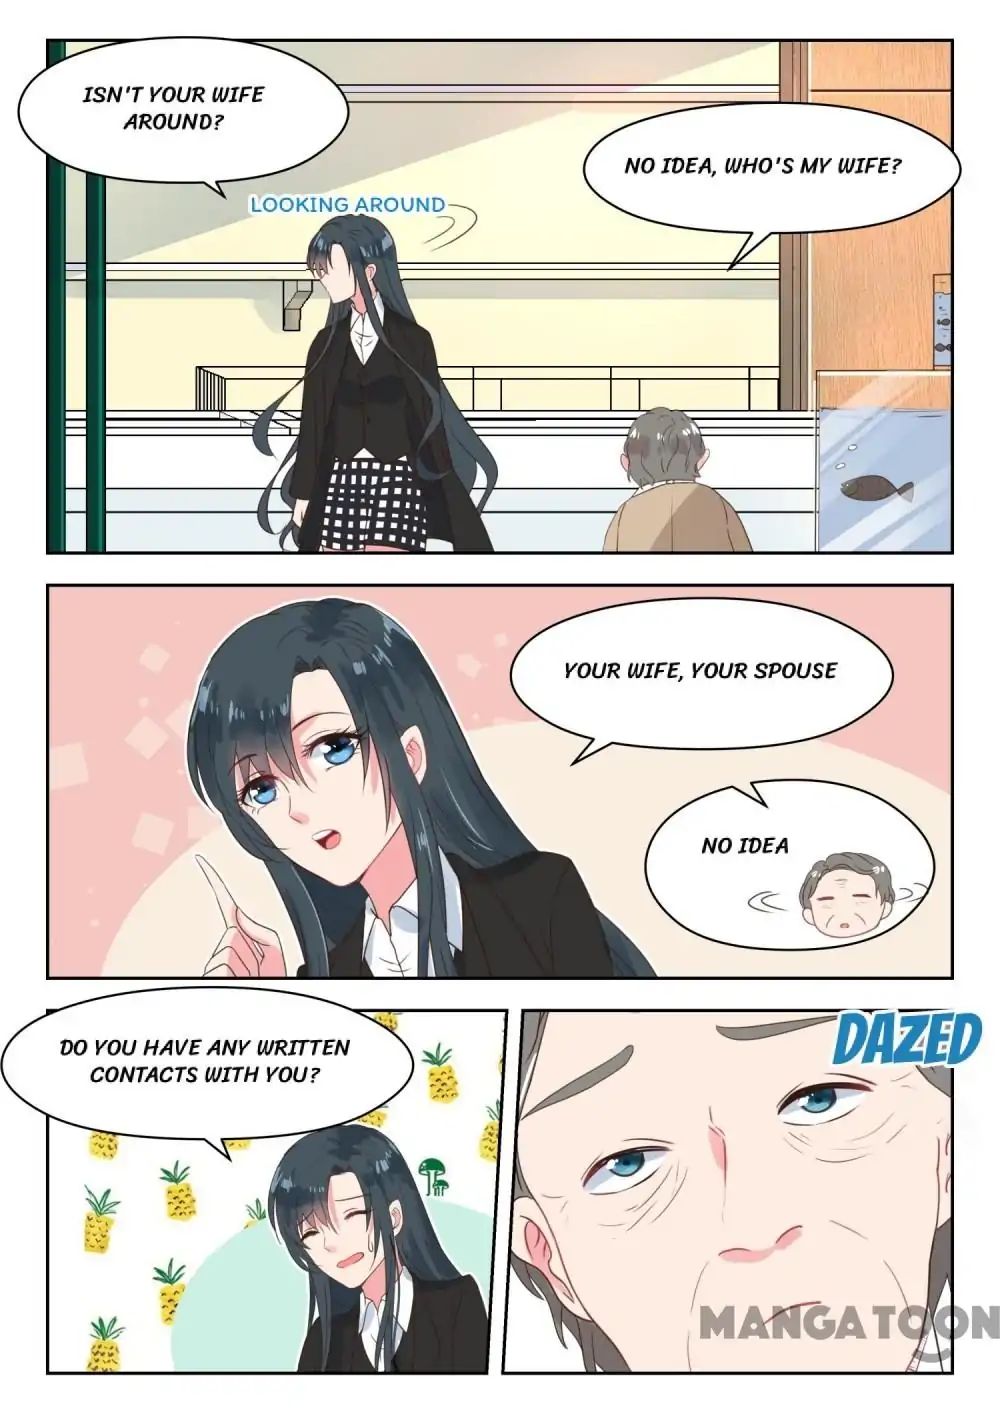 ISN'T YOUR WIFE
AROUND?
NO IDEA, WHO'S MY WIFE?
LOOKING AROUND
YOUR WIFE, YOUR SPOUSE
NO IDEA
DO YOU HAVE ANY WRITTEN
CONTACTS WITH YOU?
DAZED
MANGATOON